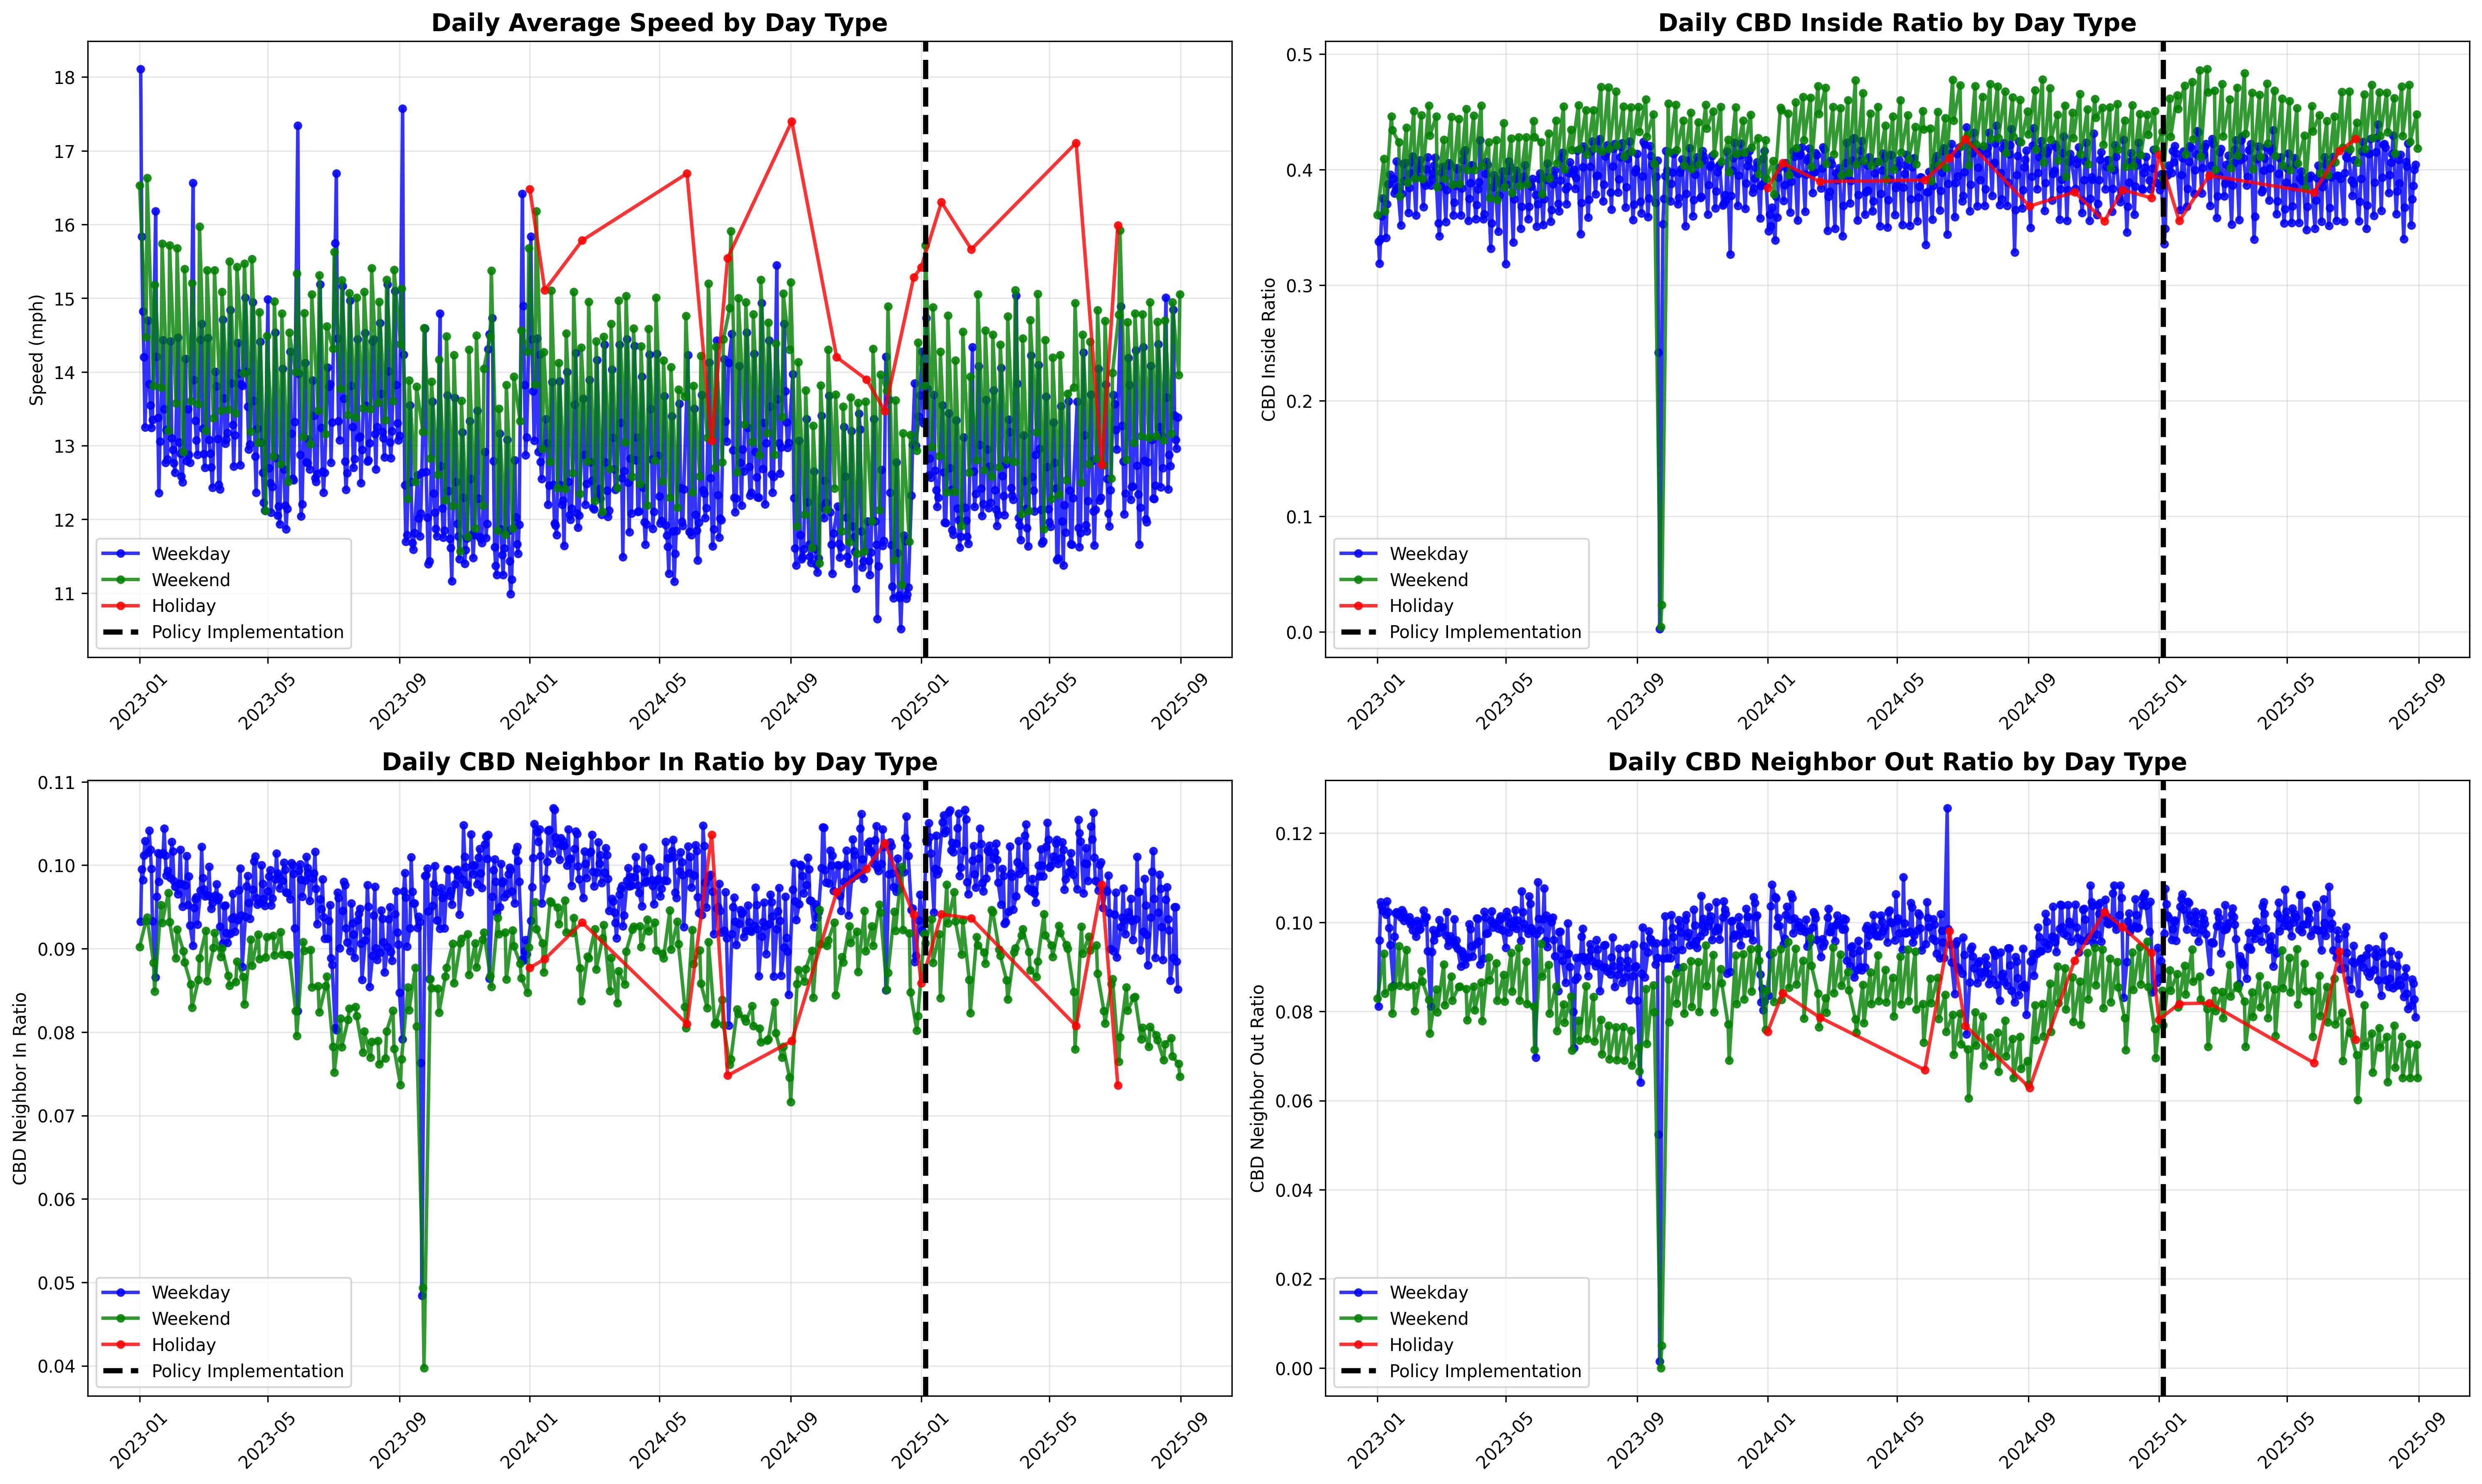 Daily Average Speed by Day Type
Speed (mph)
18
17
16
15
14
13
12
11
Weekday
Weekend
Holiday
Policy Implementation
2023-01
2023-05
2023-09
2024-01
2024-05
2024-09
2025-01
2025-05
2025-09
Daily CBD Inside Ratio by Day Type
CBD Inside Ratio
0.5
0.4
0.3
0.2
0.1
0.0
Weekday
Weekend
Holiday
Policy Implementation
2023-01
2023-05
2023-09
2024-01
2024-05
2024-09
2025-01
2025-05
2025-09
Daily CBD Neighbor In Ratio by Day Type
CBD Neighbor In Ratio
0.11
0.10
0.09
0.08
0.07
0.06
0.05
0.04
Weekday
Weekend
Holiday
Policy Implementation
2023-01
2023-05
2023-09
2024-01
2024-05
2024-09
2025-01
2025-05
2025-09
Daily CBD Neighbor Out Ratio by Day Type
CBD Neighbor Out Ratio
0.12
0.10
0.08
0.06
0.04
0.02
0.00
Weekday
Weekend
Holiday
Policy Implementation
2023-01
2023-05
2023-09
2024-01
2024-05
2024-09
2025-01
2025-05
2025-09